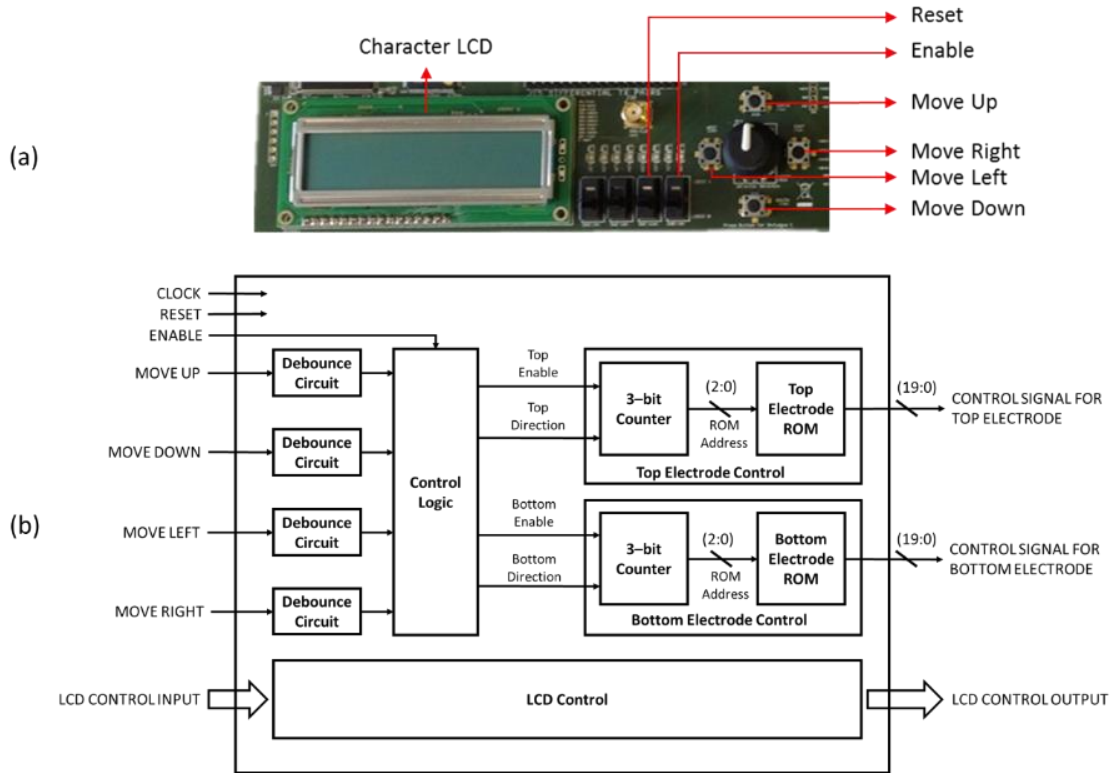 Reset
Character LCD
Enable
Move Up
(a)
Move Right
Move Left
Move Down
CLOCK
RESET
ENABLE
MOVE UP
Debounce
Circuit
Top
Enable
3–bit
Counter
(2:0)
ROM
Address
Top
Electrode
ROM
(19:0)
CONTROL SIGNAL FOR
TOP ELECTRODE
Top
Direction
MOVE DOWN
Debounce
Circuit
Top Electrode Control
Control
Logic
(b)
MOVE LEFT
Debounce
Circuit
Bottom
Enable
3–bit
Counter
(2:0)
ROM
Address
Bottom
Electrode
ROM
(19:0)
CONTROL SIGNAL FOR
BOTTOM ELECTRODE
Bottom
Direction
MOVE RIGHT
Debounce
Circuit
Bottom Electrode Control
LCD CONTROL INPUT
LCD Control
LCD CONTROL OUTPUT